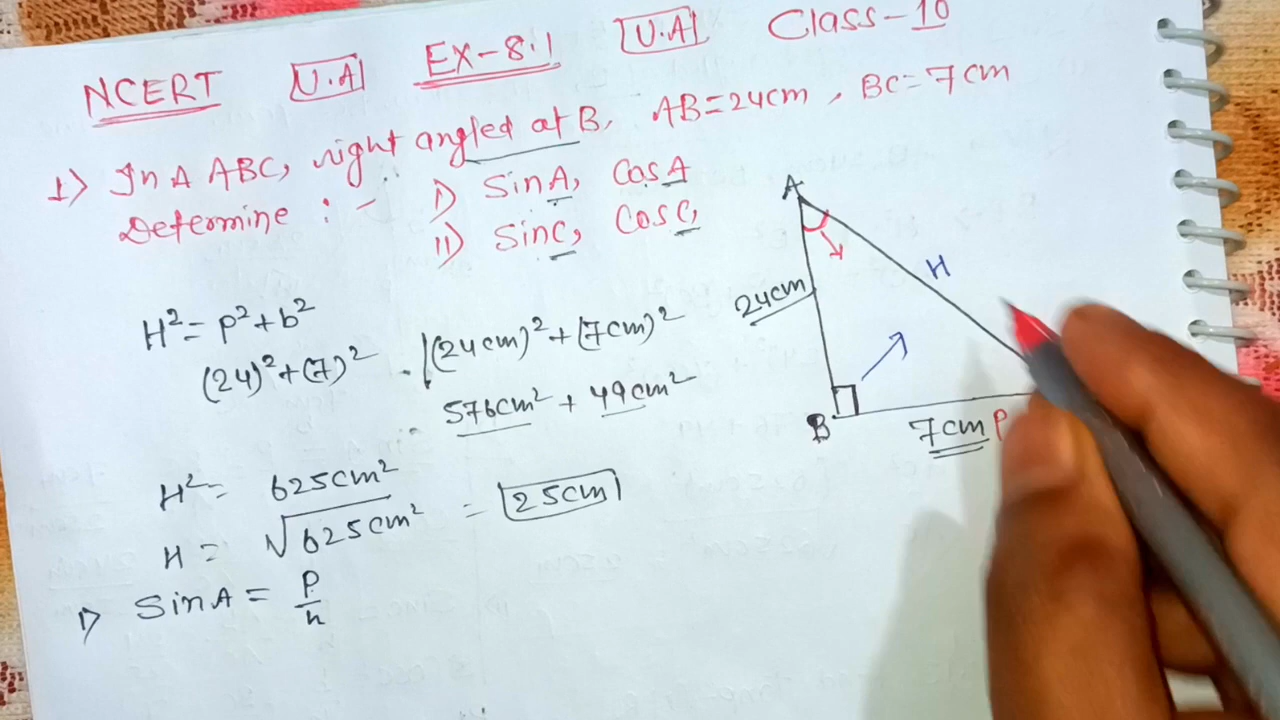 NCERT U.A EX-8.1 U.A Class-10
1) In Δ ABC, right angled at B, AB=24cm, BC=7cm
Determine :- I) SinA, CosA
II) SinC, CosC,
H²= P²+b²
(24)²+(7)²
(24cm)²+(7cm)²
576cm² + 49cm²
H²= 625cm²
H = √625cm² = 25cm
I) SinA = P/h
A
H
24cm
B
7cm P